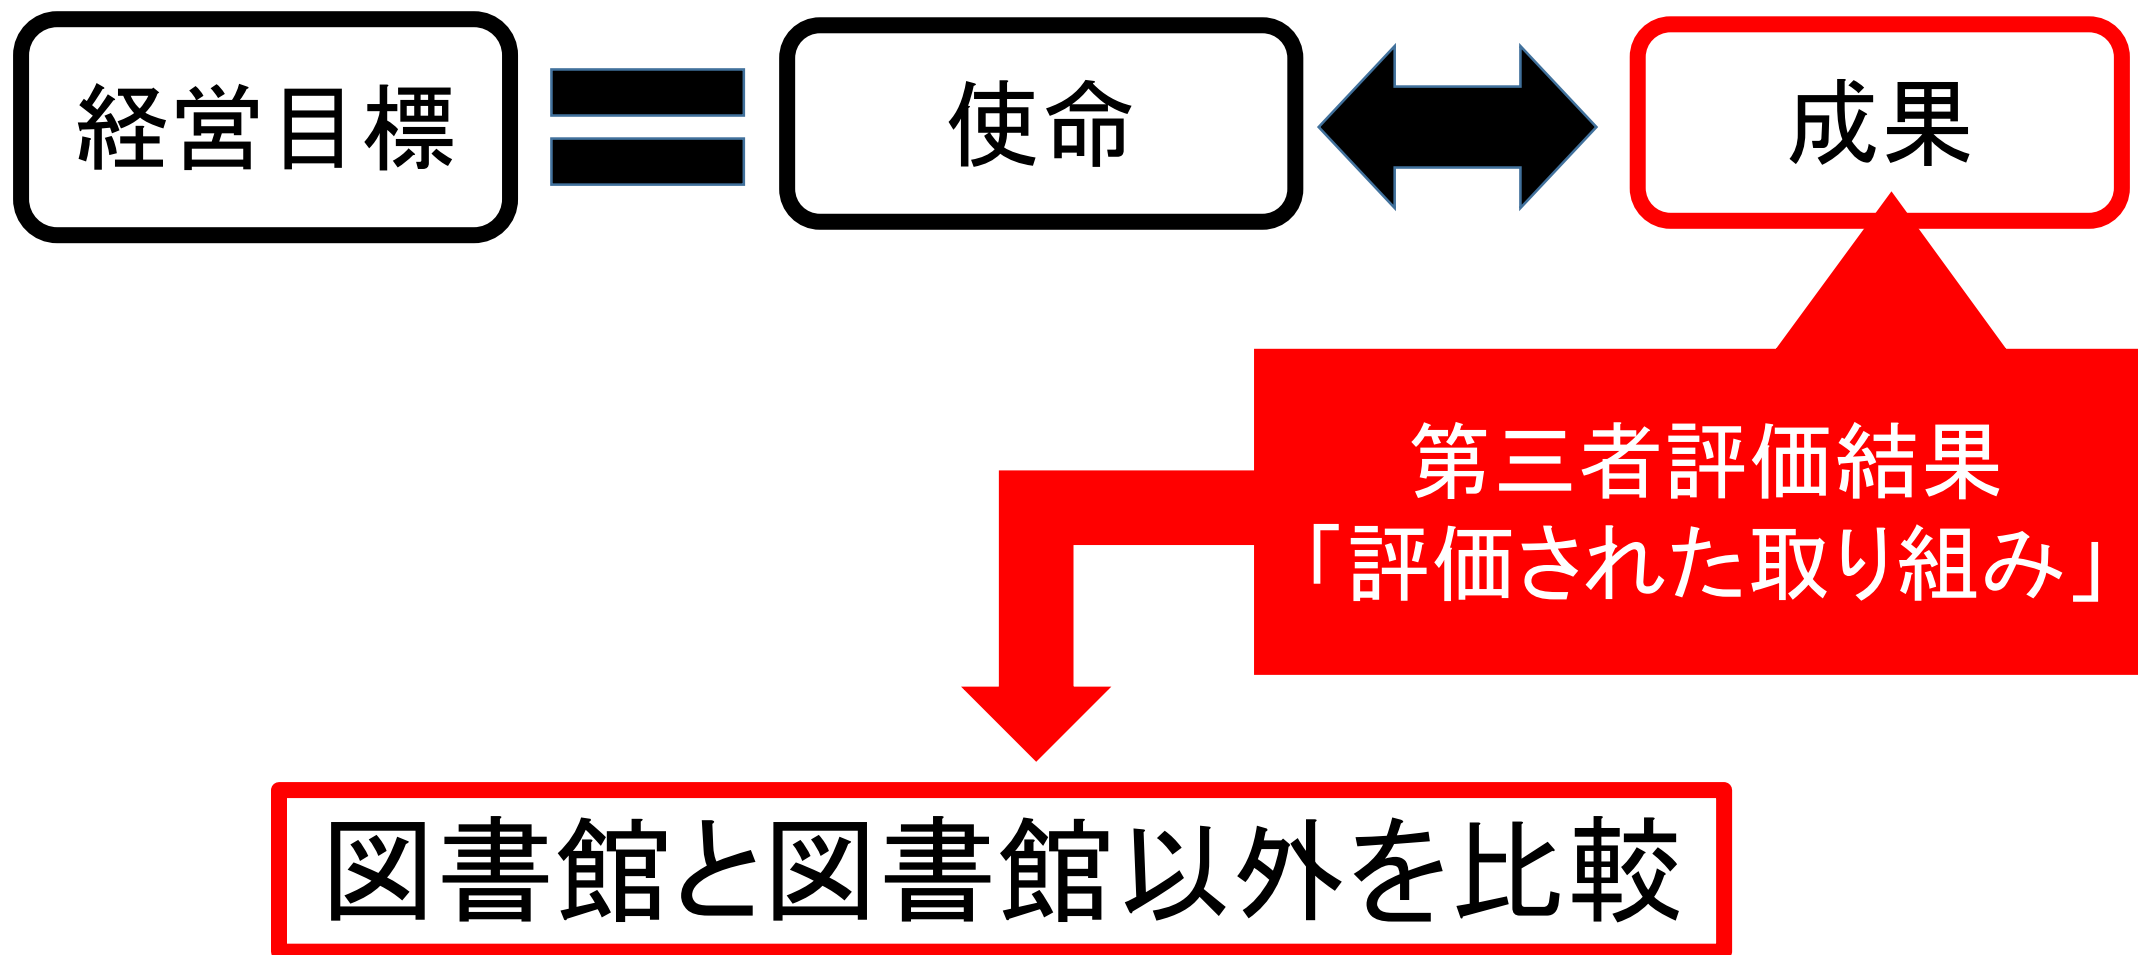 経営目標
使命
成果
第三者評価結果
「評価された取り組み」
図書館と図書館以外を比較